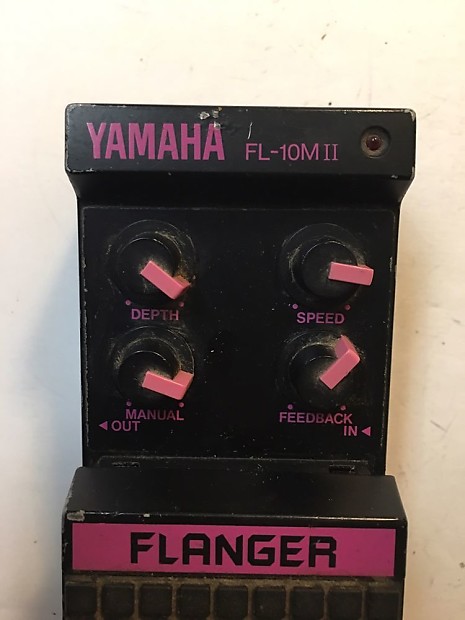 YAMAHA FL-10M II
DEPTH SPEED
MANUAL FEEDBACK
◀ OUT IN ◀
FLANGER